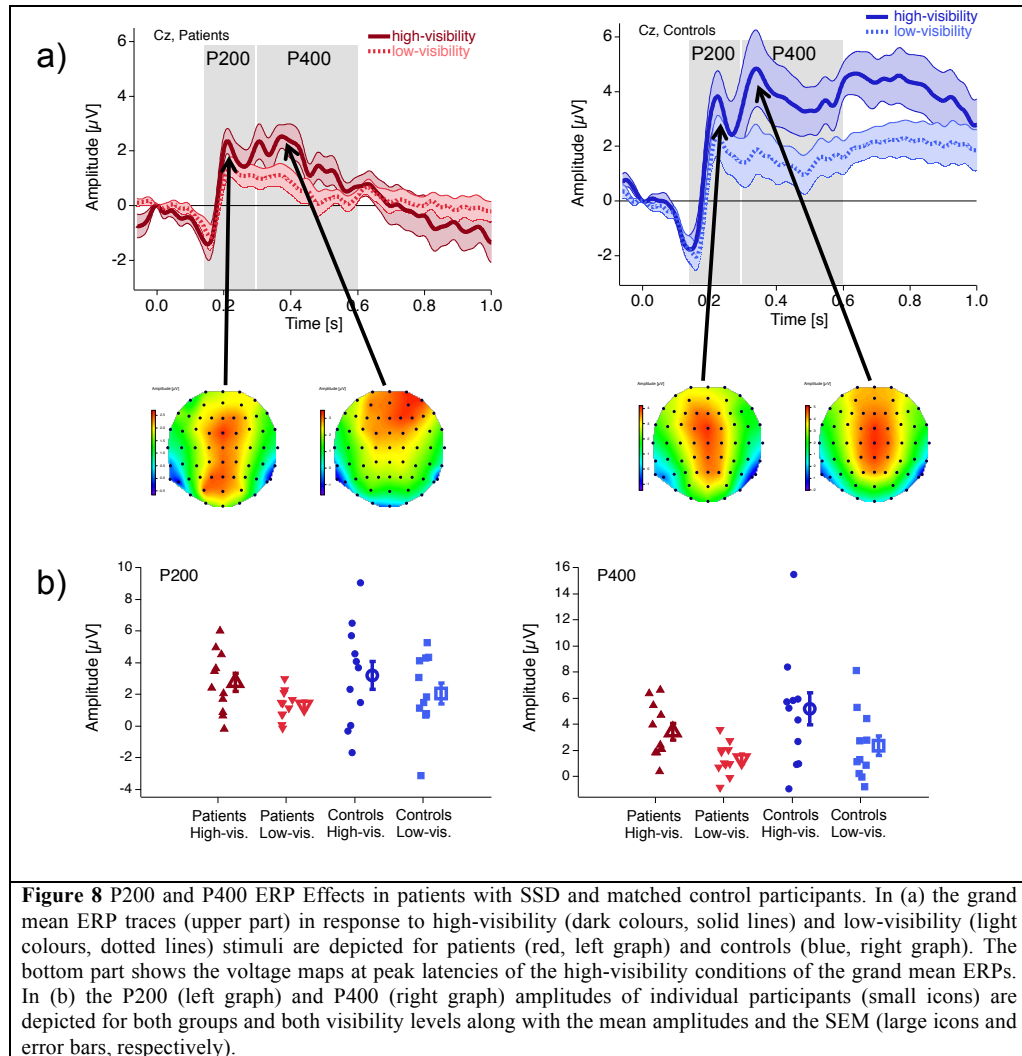 a)
Cz, Patients
high-visibility
low-visibility
P200
P400
6
4
2
0
-2
Amplitude [µV]
0.0
0.2
0.4
0.6
0.8
1.0
Time [s]
Cz, Controls
high-visibility
low-visibility
P200
P400
6
4
2
0
-2
Amplitude [µV]
0.0
0.2
0.4
0.6
0.8
1.0
Time [s]
Amplitude [µV]
Amplitude [µV]
Amplitude [µV]
Amplitude [µV]
b)
P200
10
8
6
4
2
0
-2
-4
Amplitude [µV]
Patients Patients Controls Controls
High-vis. Low-vis. High-vis. Low-vis.
P400
16
14
12
10
8
6
4
2
0
Amplitude [µV]
Patients Patients Controls Controls
High-vis. Low-vis. High-vis. Low-vis.
Figure 8 P200 and P400 ERP Effects in patients with SSD and matched control participants. In (a) the grand
mean ERP traces (upper part) in response to high-visibility (dark colours, solid lines) and low-visibility (light
colours, dotted lines) stimuli are depicted for patients (red, left graph) and controls (blue, right graph). The
bottom part shows the voltage maps at peak latencies of the high-visibility conditions of the grand mean ERPs.
In (b) the P200 (left graph) and P400 (right graph) amplitudes of individual participants (small icons) are
depicted for both groups and both visibility levels along with the mean amplitudes and the SEM (large icons and
error bars, respectively).